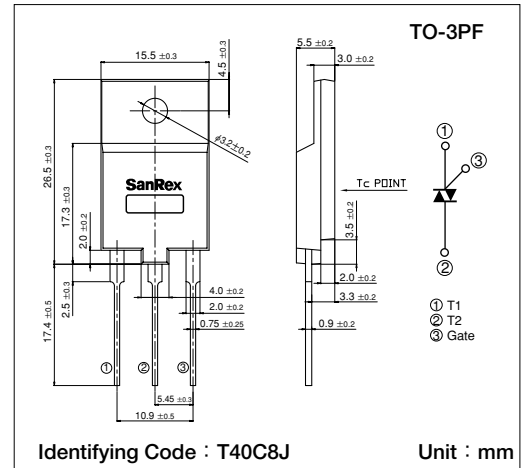 TO-3PF
15.5 ±0.3
4.5 ±0.3
5.5 ±0.2
3.0 ±0.2
φ3.2±0.2
26.5 ±0.3
17.3 ±0.3
2.0 ±0.2
SanRex
Tc POINT
3.5 ±0.2
2.0 ±0.2
3.3 ±0.2
0.9 ±0.2
4.0 ±0.2
2.0 ±0.2
0.75 ±0.25
17.4 ±0.5
2.5 ±0.3
① ② ③
5.45 ±0.3
10.9 ±0.5
①
③
②
① T1
② T2
③ Gate
Identifying Code：T40C8J
Unit：mm